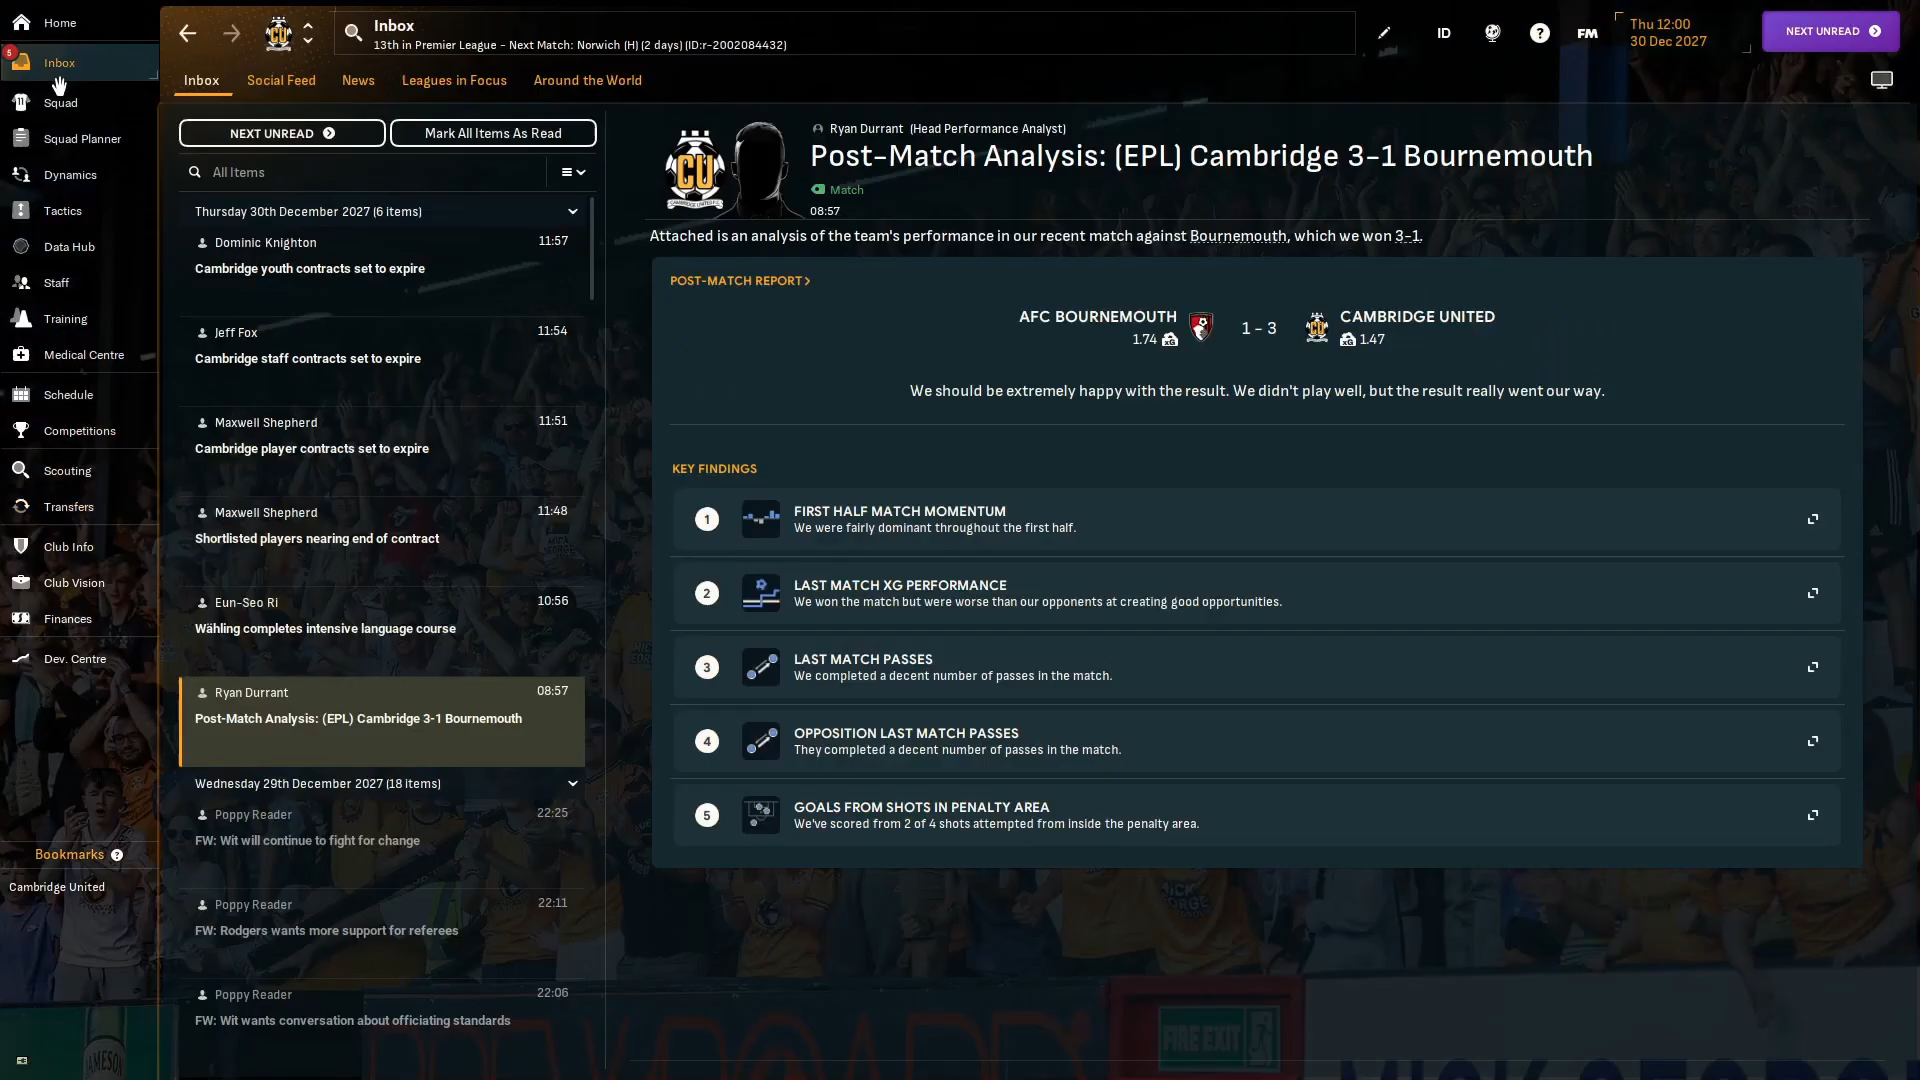 Home
5
Inbox
Squad
Squad Planner
Dynamics
Tactics
Data Hub
Staff
Training
Medical Centre
Schedule
Competitions
Scouting
Transfers
Club Info
Club Vision
Finances
Dev. Centre
Bookmarks ?
Cambridge United
CU
Inbox
13th in Premier League - Next Match: Norwich (H) (2 days) (ID:r-2002084432)
ID
?
FM
Thu 12:00
30 Dec 2027
NEXT UNREAD
Inbox Social Feed News Leagues in Focus Around the World
NEXT UNREAD
Mark All Items As Read
All Items
Thursday 30th December 2027 (6 items)
Dominic Knighton 11:57
Cambridge youth contracts set to expire
Jeff Fox 11:54
Cambridge staff contracts set to expire
Maxwell Shepherd 11:51
Cambridge player contracts set to expire
Maxwell Shepherd 11:48
Shortlisted players nearing end of contract
Eun-Seo Ri 10:56
Wähling completes intensive language course
Ryan Durrant 08:57
Post-Match Analysis: (EPL) Cambridge 3-1 Bournemouth
Wednesday 29th December 2027 (18 items)
Poppy Reader 22:25
FW: Wit will continue to fight for change
Poppy Reader 22:11
FW: Rodgers wants more support for referees
Poppy Reader 22:06
FW: Wit wants conversation about officiating standards
CU
CAMBRIDGE UNITED F.C.
Ryan Durrant (Head Performance Analyst)
Post-Match Analysis: (EPL) Cambridge 3-1 Bournemouth
Match
08:57
Attached is an analysis of the team's performance in our recent match against Bournemouth, which we won 3-1.
POST-MATCH REPORT>
AFC BOURNEMOUTH
1.74 xG
1 - 3
CAMBRIDGE UNITED
xG 1.47
We should be extremely happy with the result. We didn't play well, but the result really went our way.
KEY FINDINGS
1 FIRST HALF MATCH MOMENTUM
We were fairly dominant throughout the first half.
2 LAST MATCH XG PERFORMANCE
We won the match but were worse than our opponents at creating good opportunities.
3 LAST MATCH PASSES
We completed a decent number of passes in the match.
4 OPPOSITION LAST MATCH PASSES
They completed a decent number of passes in the match.
5 GOALS FROM SHOTS IN PENALTY AREA
We've scored from 2 of 4 shots attempted from inside the penalty area.
FIRE EXIT
JAMESON